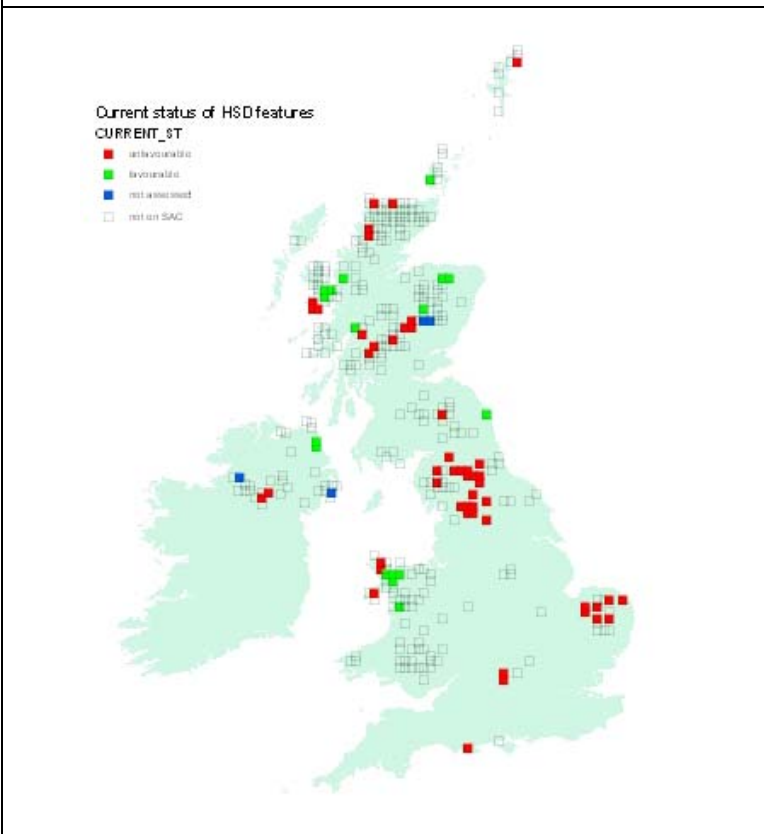 Current status of HSD features
CURRENT_ST
unfavourable
favourable
not assessed
not on SAC